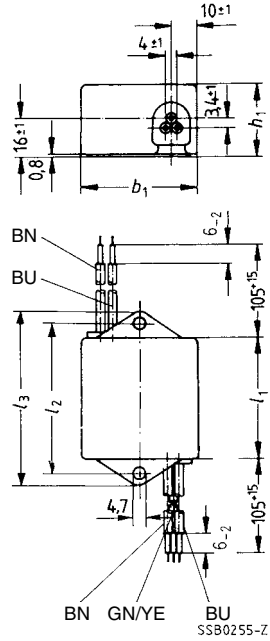 10±1
4±1
3,4±1
h₁
16±1
0,8
b₁
6₋₂
BN
BU
105⁺¹⁵
l₃
l₂
l₁
4,7
105⁺¹⁵
6₋₂
BN GN/YE BU
SSB0255-Z